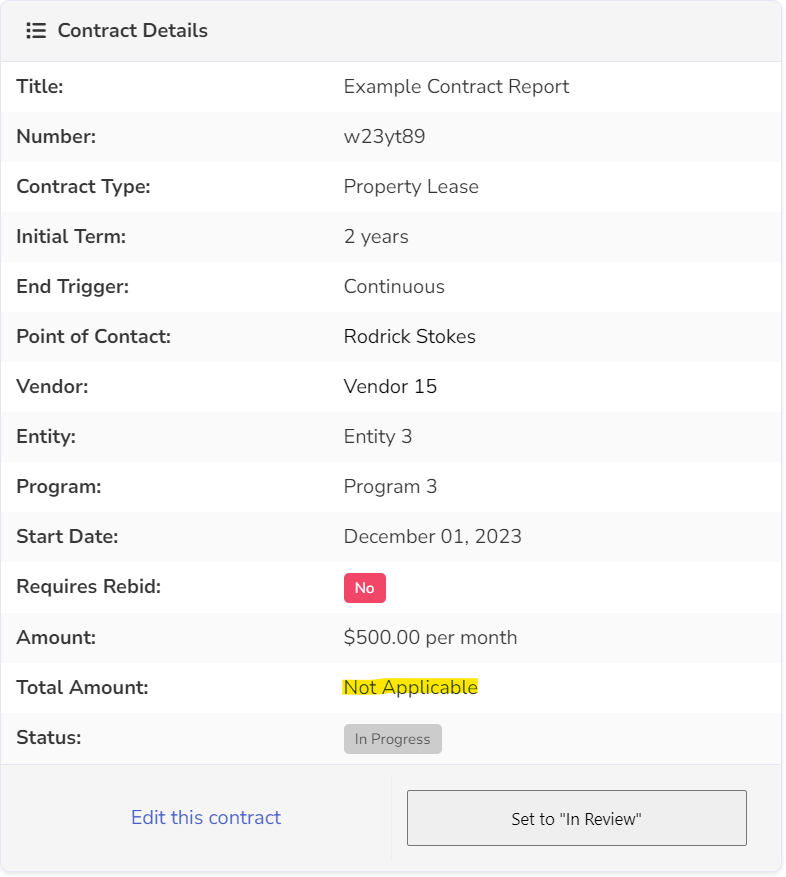 Contract Details
Title: Example Contract Report
Number: w23yt89
Contract Type: Property Lease
Initial Term: 2 years
End Trigger: Continuous
Point of Contact: Rodrick Stokes
Vendor: Vendor 15
Entity: Entity 3
Program: Program 3
Start Date: December 01, 2023
Requires Rebid: No
Amount: $500.00 per month
Total Amount: Not Applicable
Status: In Progress
Edit this contract Set to "In Review"